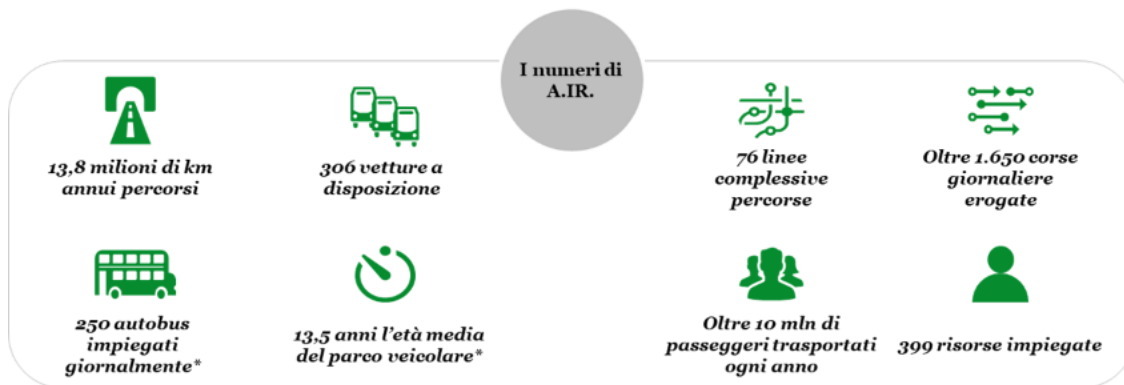 I numeri di
A.IR.
13,8 milioni di km
annui percorsi
306 vetture a
disposizione
76 linee
complessive
percorse
Oltre 1.650 corse
giornaliere
erogate
250 autobus
impiegati
giornalmente*
13,5 anni l’età media
del parco veicolare*
Oltre 10 mln di
passeggeri trasportati
ogni anno
399 risorse impiegate